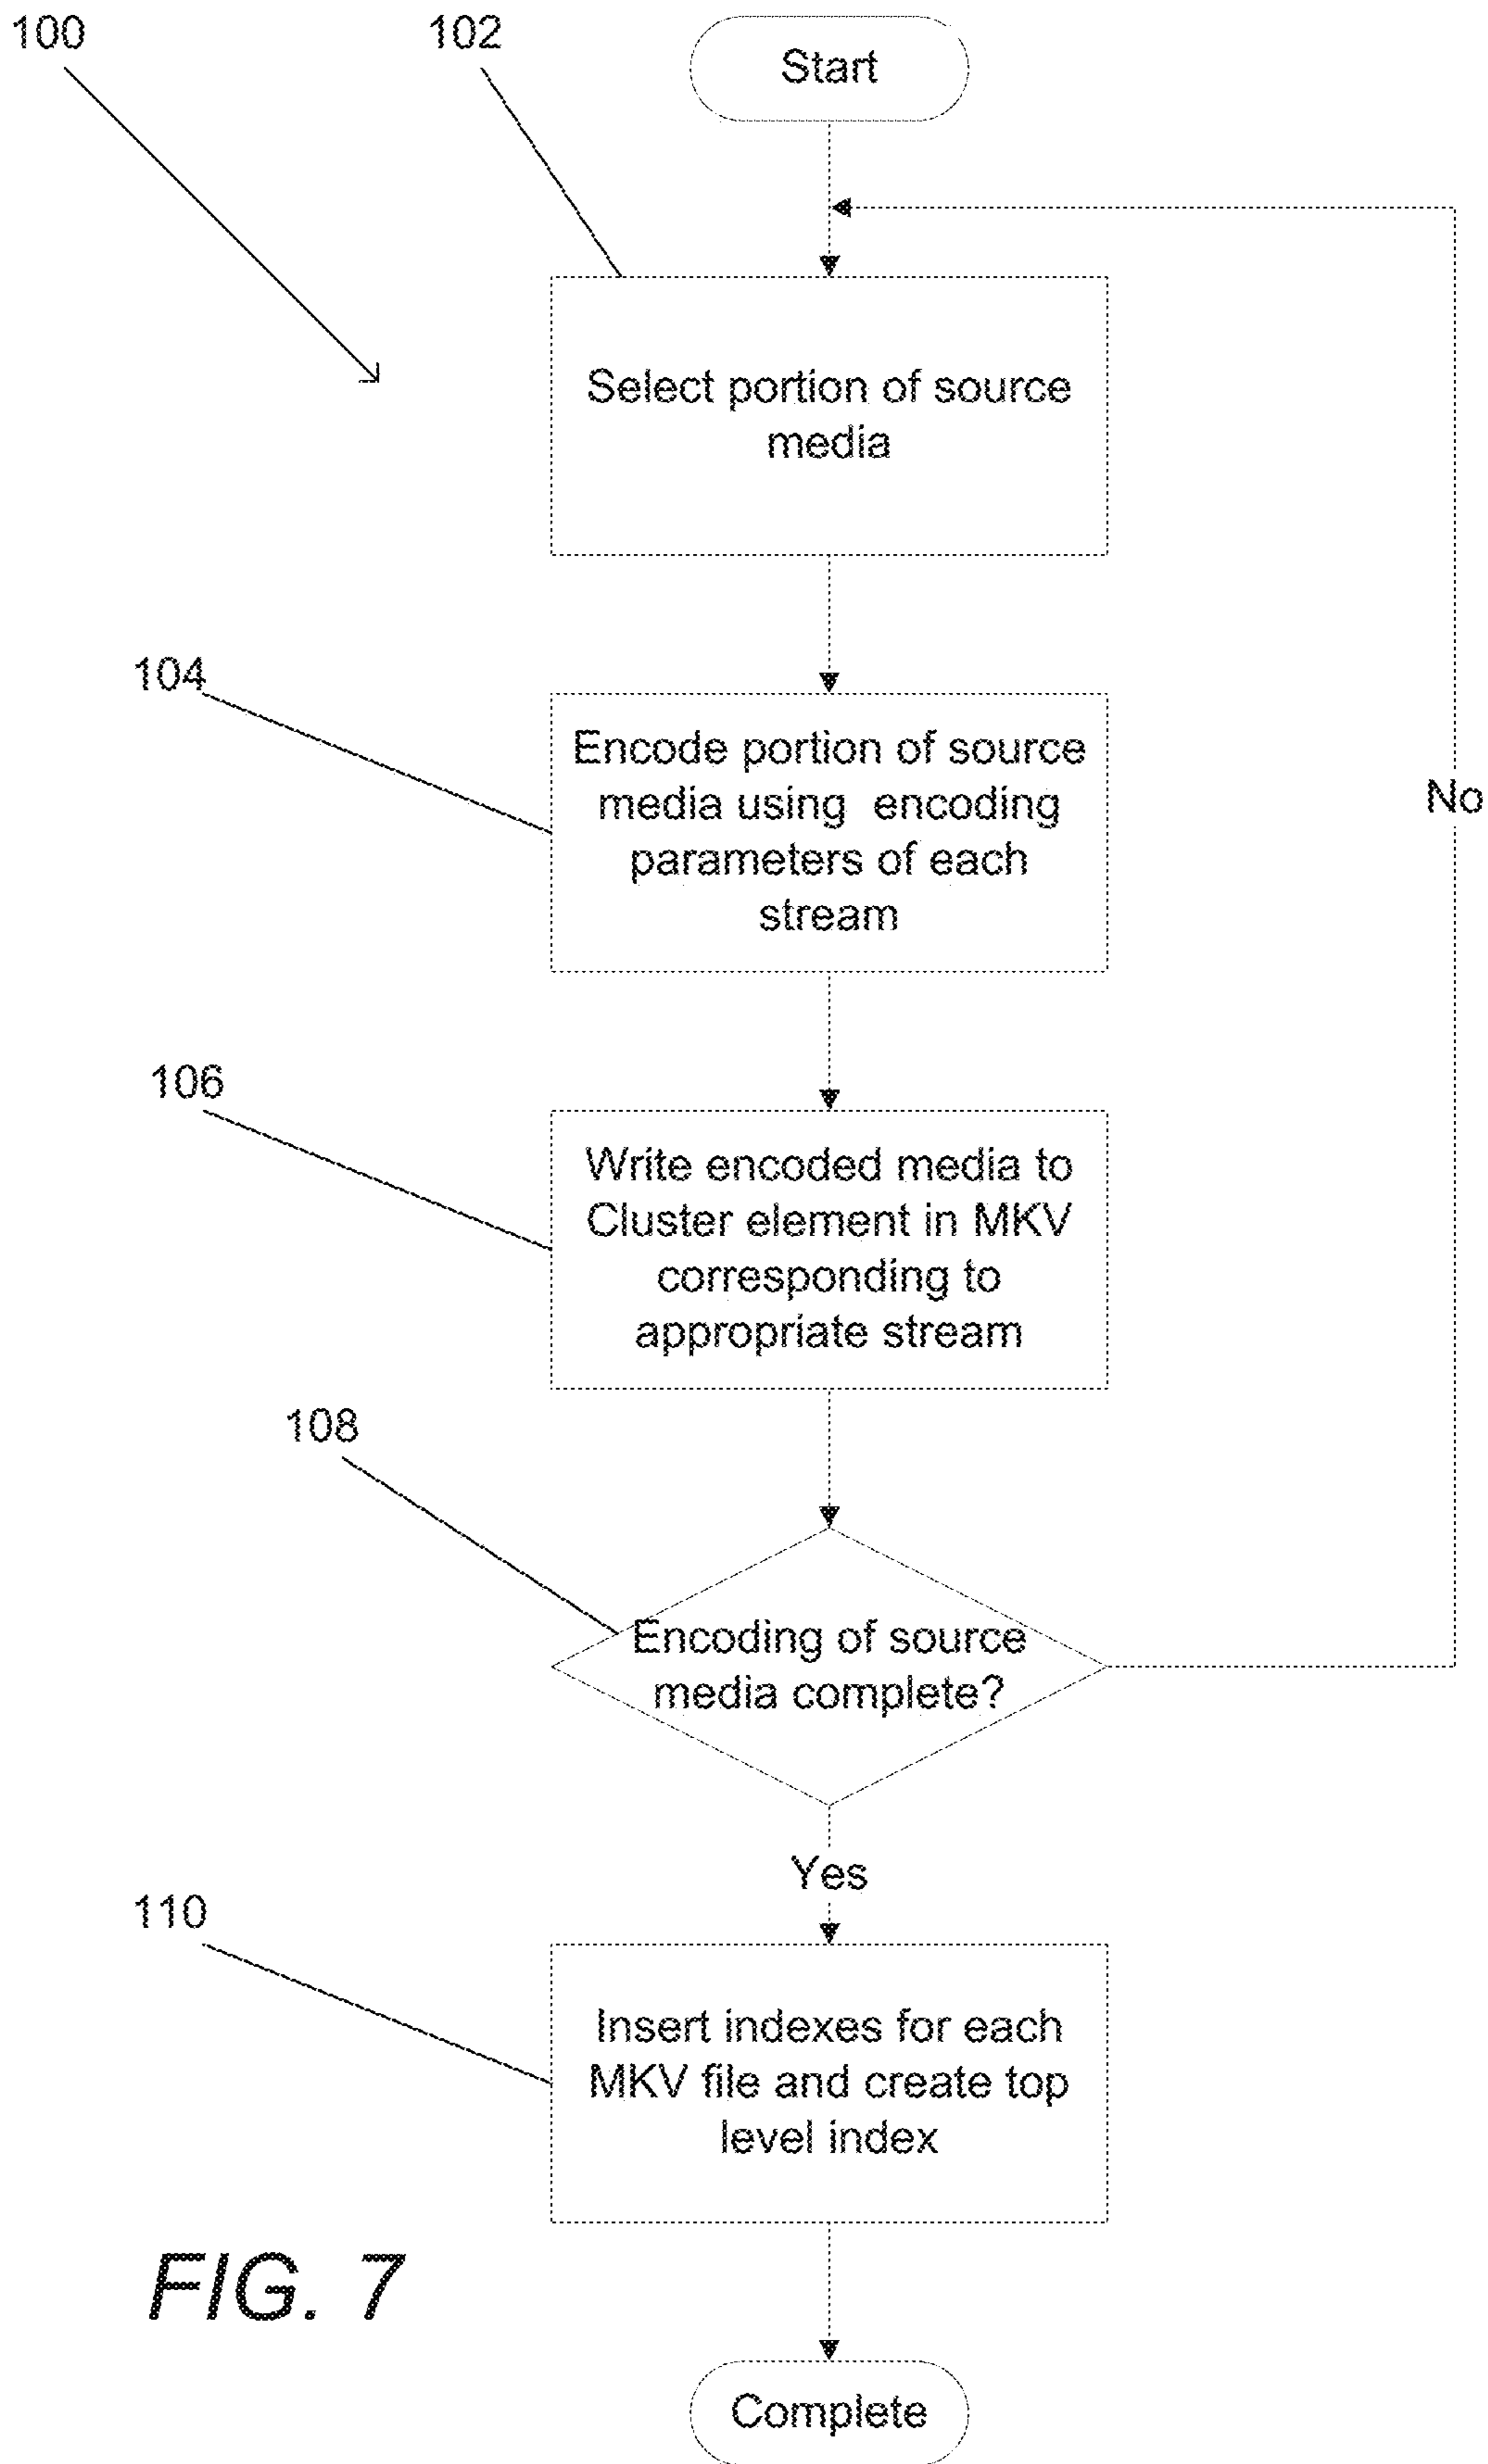 100
102
Start
Select portion of source
media
104
Encode portion of source
media using encoding
parameters of each
stream
No
106
Write encoded media to
Cluster element in MKV
corresponding to
appropriate stream
108
Encoding of source
media complete?
Yes
110
Insert indexes for each
MKV file and create top
level index
FIG. 7
Complete